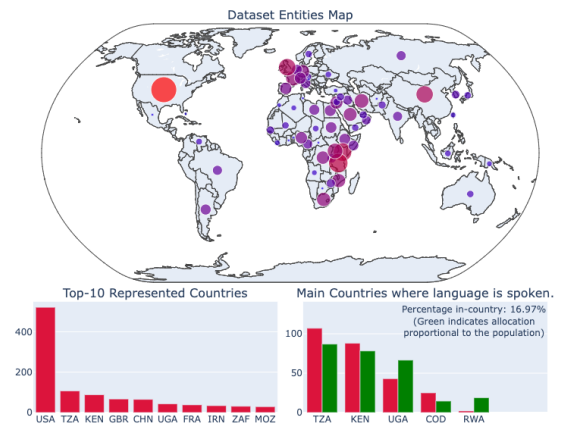 Dataset Entities Map
Top-10 Represented Countries
400
200
0
USA TZA KEN GBR CHN UGA FRA IRN ZAF MOZ
Main Countries where language is spoken.
Percentage in-country: 16.97%
(Green indicates allocation
proportional to the population)
100
50
0
TZA KEN UGA COD RWA